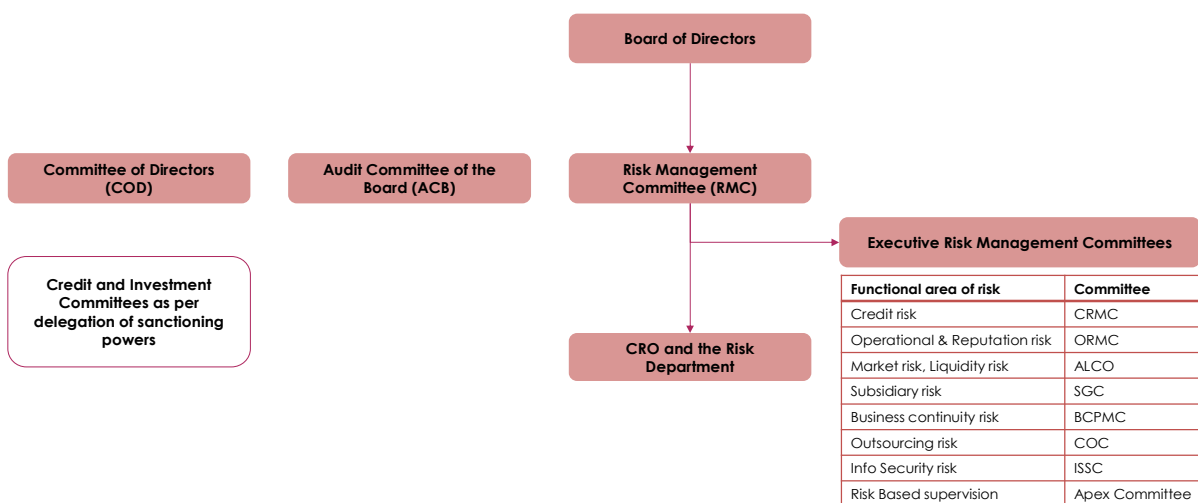 Board of Directors
Committee of Directors
(COD)
Audit Committee of the
Board (ACB)
Risk Management
Committee (RMC)
Executive Risk Management Committees
Credit and Investment
Committees as per
delegation of sanctioning
powers
CRO and the Risk
Department
Functional area of risk Committee
Credit risk CRMC
Operational & Reputation risk ORMC
Market risk, Liquidity risk ALCO
Subsidiary risk SGC
Business continuity risk BCPMC
Outsourcing risk COC
Info Security risk ISSC
Risk Based supervision Apex Committee